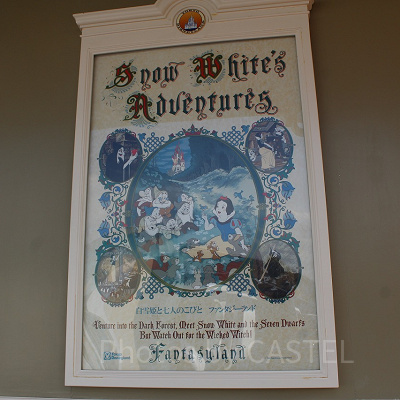 Snow White's
Adventures
白雪姫と七人のこびと ファンタジーランド
Venture into the Dark Forest, Meet Snow White and the Seven Dwarfs
But Watch Out for the Wicked Witch!
Fantasyland
CASTEL